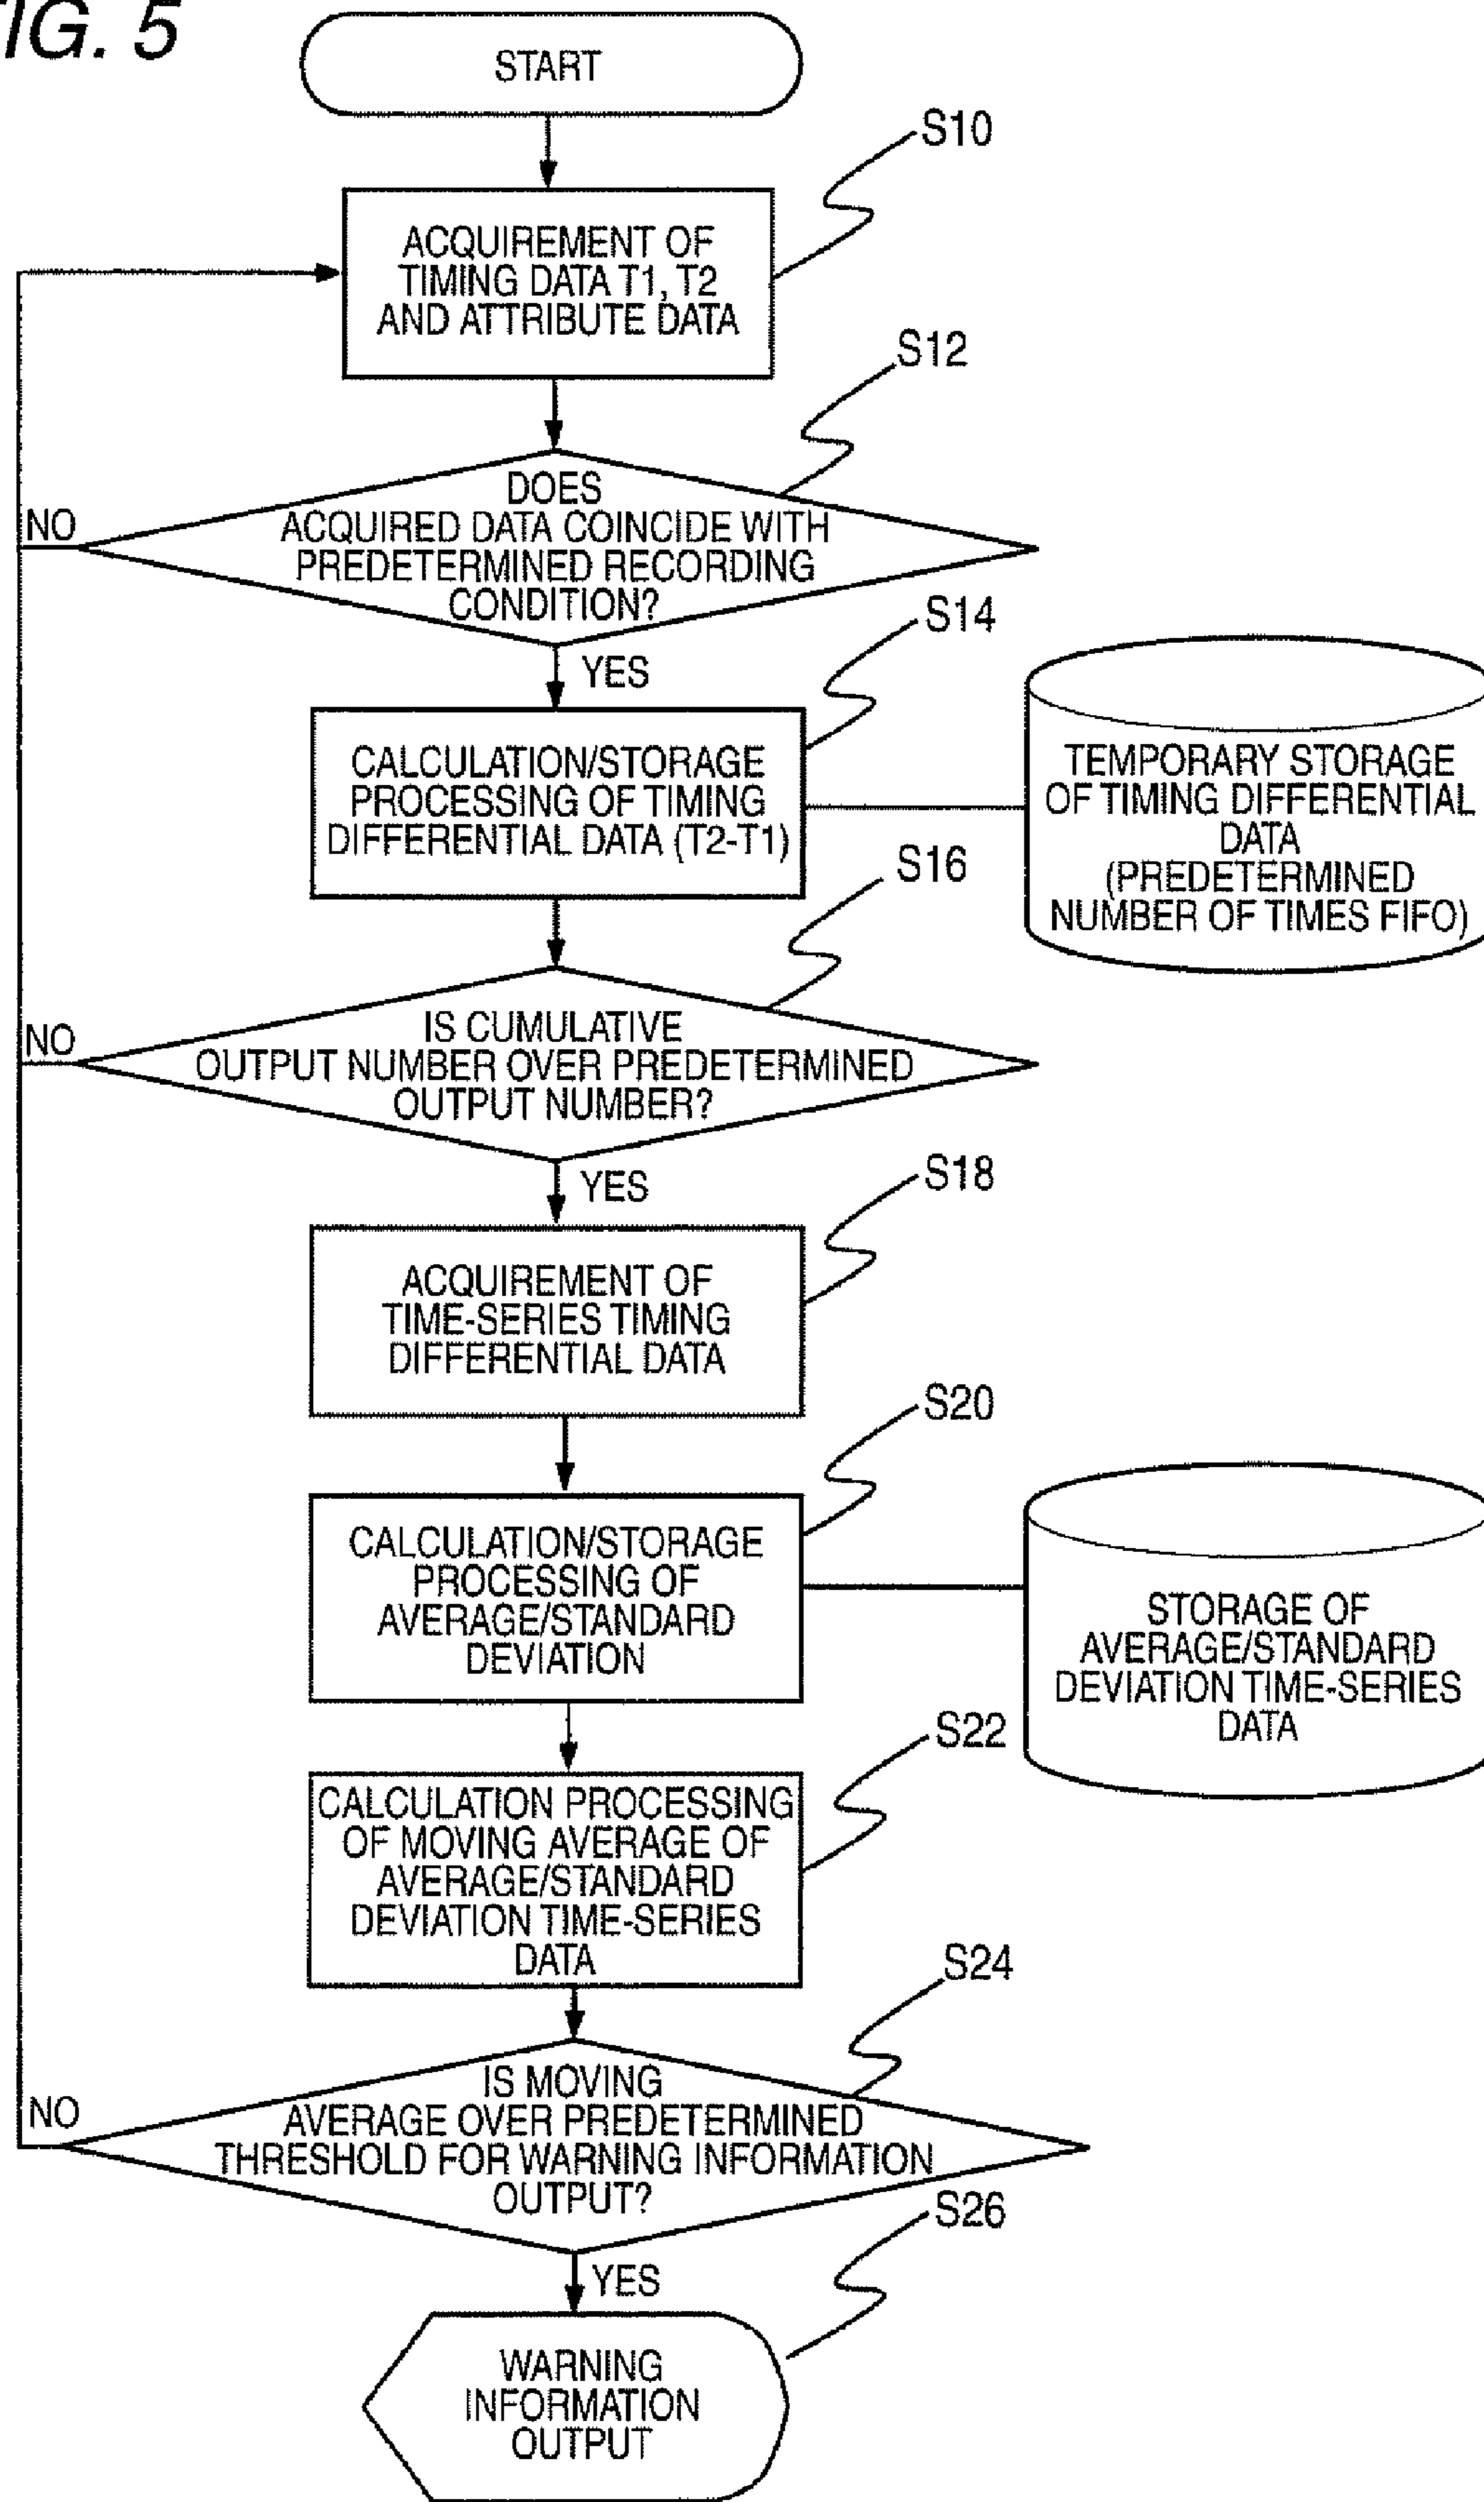 FIG. 5
START
S10
ACQUIREMENT OF
TIMING DATA T1, T2
AND ATTRIBUTE DATA
S12
DOES
ACQUIRED DATA COINCIDE WITH
PREDETERMINED RECORDING
CONDITION?
NO
YES
S14
CALCULATION/STORAGE
PROCESSING OF TIMING
DIFFERENTIAL DATA (T2-T1)
TEMPORARY STORAGE
OF TIMING DIFFERENTIAL
DATA
(PREDETERMINED
NUMBER OF TIMES FIFO)
S16
IS CUMULATIVE
OUTPUT NUMBER OVER PREDETERMINED
OUTPUT NUMBER?
NO
YES
S18
ACQUIREMENT OF
TIME-SERIES TIMING
DIFFERENTIAL DATA
S20
CALCULATION/STORAGE
PROCESSING OF
AVERAGE/STANDARD
DEVIATION
STORAGE OF
AVERAGE/STANDARD
DEVIATION TIME-SERIES
DATA
S22
CALCULATION PROCESSING
OF MOVING AVERAGE OF
AVERAGE/STANDARD
DEVIATION TIME-SERIES
DATA
S24
IS MOVING
AVERAGE OVER PREDETERMINED
THRESHOLD FOR WARNING INFORMATION
OUTPUT?
NO
YES
S26
WARNING
INFORMATION
OUTPUT